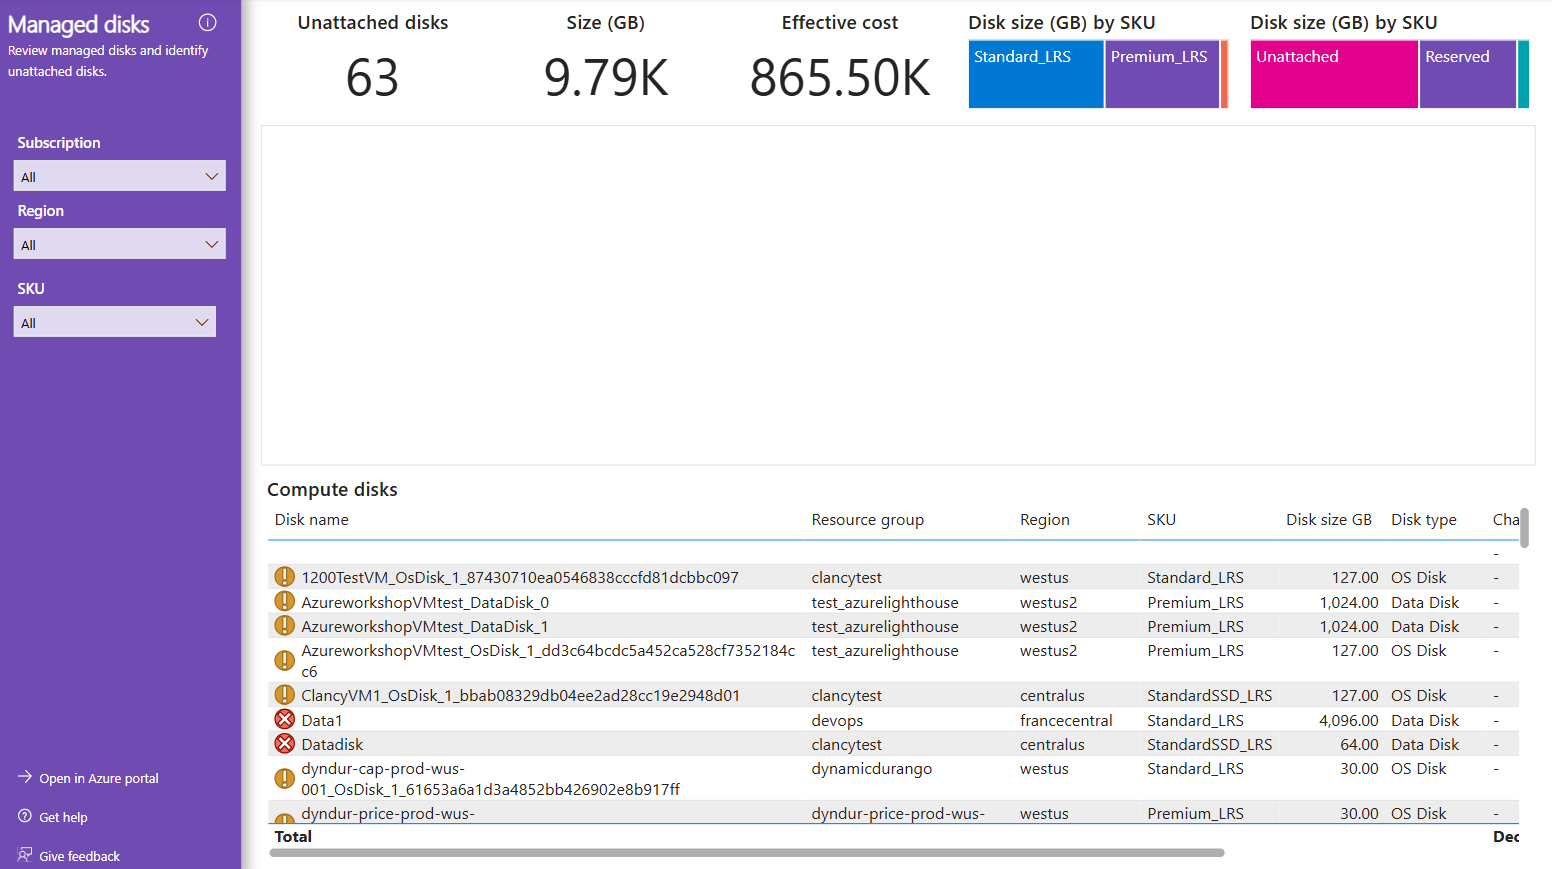 Managed disks
Review managed disks and identify
unattached disks.
Subscription
All
Region
All
SKU
All
Open in Azure portal
Get help
Give feedback
Unattached disks
63
Size (GB)
9.79K
Effective cost
865.50K
Disk size (GB) by SKU
Standard_LRS Premium_LRS
Disk size (GB) by SKU
Unattached Reserved
Compute disks
Disk name Resource group Region SKU Disk size GB Disk type Cha
-
1200TestVM_OsDisk_1_87430710ea0546838cccfd81dcbbc097 clancytest westus Standard_LRS 127.00 OS Disk -
AzureworkshopVMtest_DataDisk_0 test_azurelighthouse westus2 Premium_LRS 1,024.00 Data Disk -
AzureworkshopVMtest_DataDisk_1 test_azurelighthouse westus2 Premium_LRS 1,024.00 Data Disk -
AzureworkshopVMtest_OsDisk_1_dd3c64bcdc5a452ca528cf7352184c test_azurelighthouse westus2 Premium_LRS 127.00 OS Disk -
c6
ClancyVM1_OsDisk_1_bbab08329db04ee2ad28cc19e2948d01 clancytest centralus StandardSSD_LRS 127.00 OS Disk -
Data1 devops francecentral Standard_LRS 4,096.00 Data Disk -
Datadisk clancytest centralus StandardSSD_LRS 64.00 Data Disk -
dyndur-cap-prod-wus- dynamicdurango westus Standard_LRS 30.00 OS Disk -
001_OsDisk_1_61653a6a1d3a4852bb426902e8b917ff
dyndur-price-prod-wus- dyndur-price-prod-wus- westus Premium_LRS 30.00 OS Disk -
Total Dec